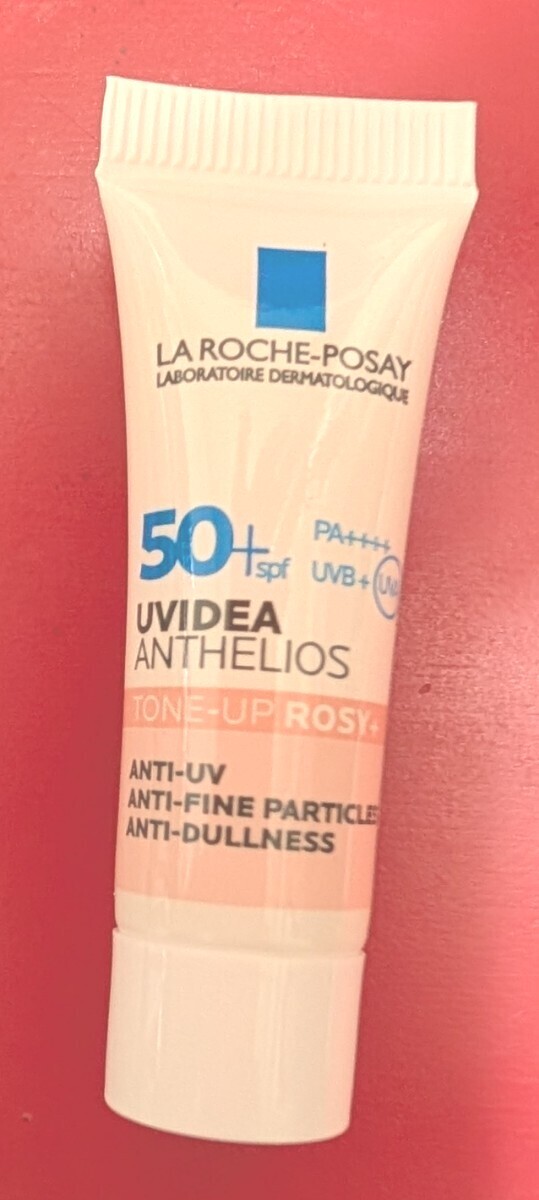 LA ROCHE-POSAY
LABORATOIRE DERMATOLOGIQUE
50+ spf
PA++++
UVB + UVA
UVIDEA
ANTHELIOS
TONE-UP ROSY+
ANTI-UV
ANTI-FINE PARTICLES
ANTI-DULLNESS